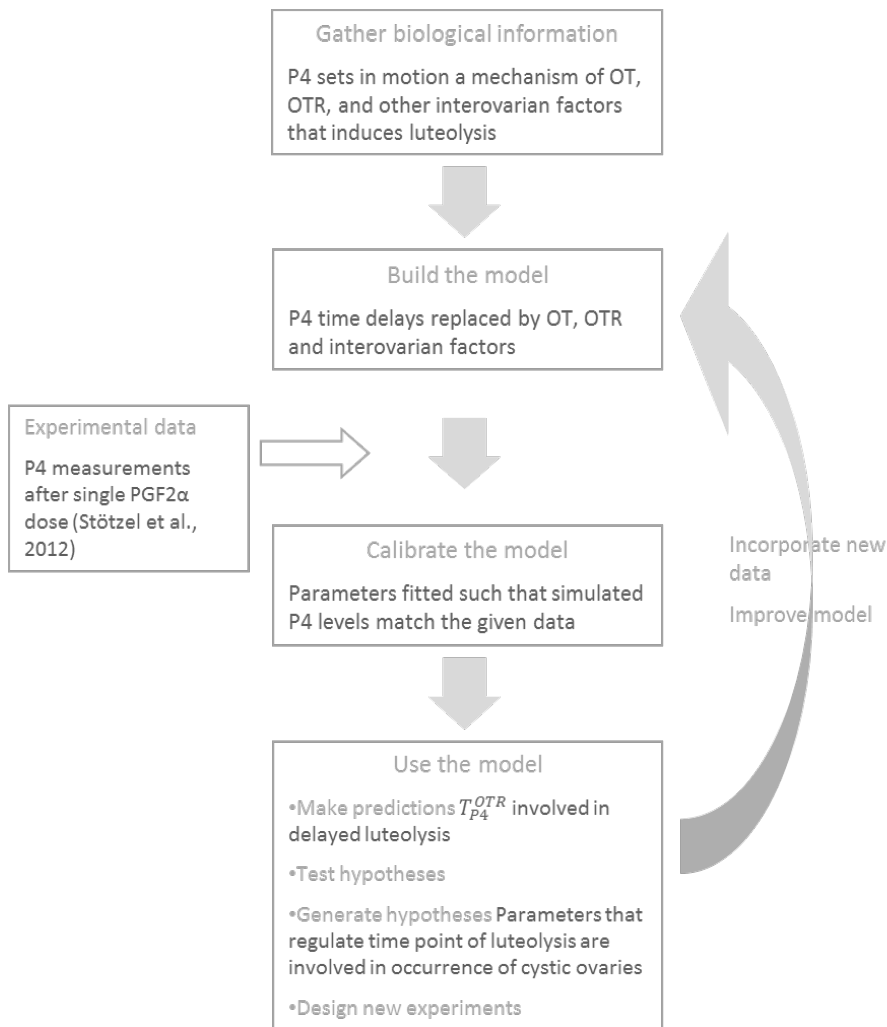 Gather biological information
P4 sets in motion a mechanism of OT,
OTR, and other interovarian factors
that induces luteolysis
Build the model
P4 time delays replaced by OT, OTR
and interovarian factors
Experimental data
P4 measurements
after single PGF2α
dose (Stötzel et al.,
2012)
Calibrate the model
Parameters fitted such that simulated
P4 levels match the given data
Incorporate new
data
Improve model
Use the model
•Make predictions $T_{P4}^{OTR}$ involved in
delayed luteolysis
•Test hypotheses
•Generate hypotheses Parameters that
regulate time point of luteolysis are
involved in occurrence of cystic ovaries
•Design new experiments